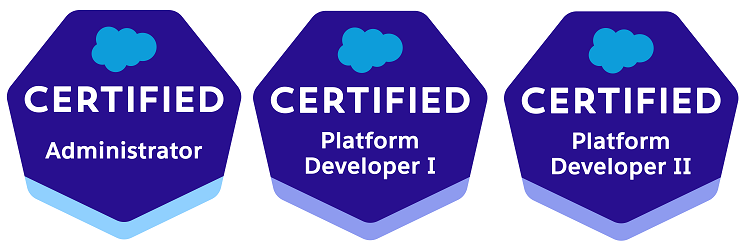 CERTIFIED
Administrator
CERTIFIED
Platform
Developer I
CERTIFIED
Platform
Developer II